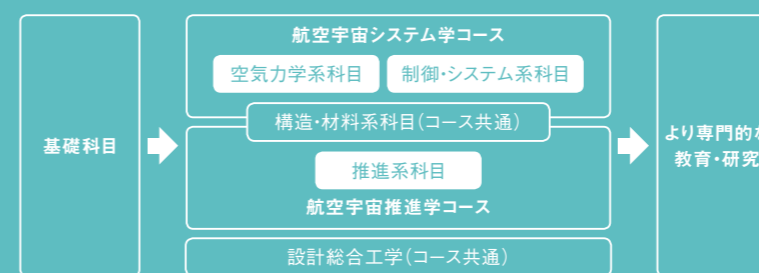 基礎科目
航空宇宙システム学コース
空気力学系科目
制御・システム系科目
構造・材料系科目(コース共通)
推進系科目
航空宇宙推進学コース
設計総合工学(コース共通)
より専門的な
教育・研究